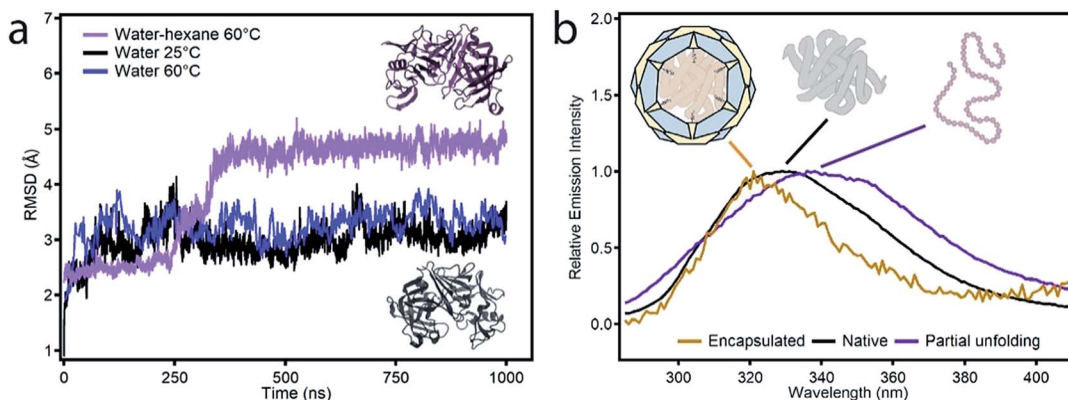 a
7
6
5
4
3
2
1
RMSD (Å)
Water-hexane 60°C
Water 25°C
Water 60°C
0
250
500
750
1000
Time (ns)
b
2.0
1.5
1.0
0.5
0.0
Relative Emission Intensity
Encapsulated
Native
Partial unfolding
300
320
340
360
380
400
Wavelength (nm)